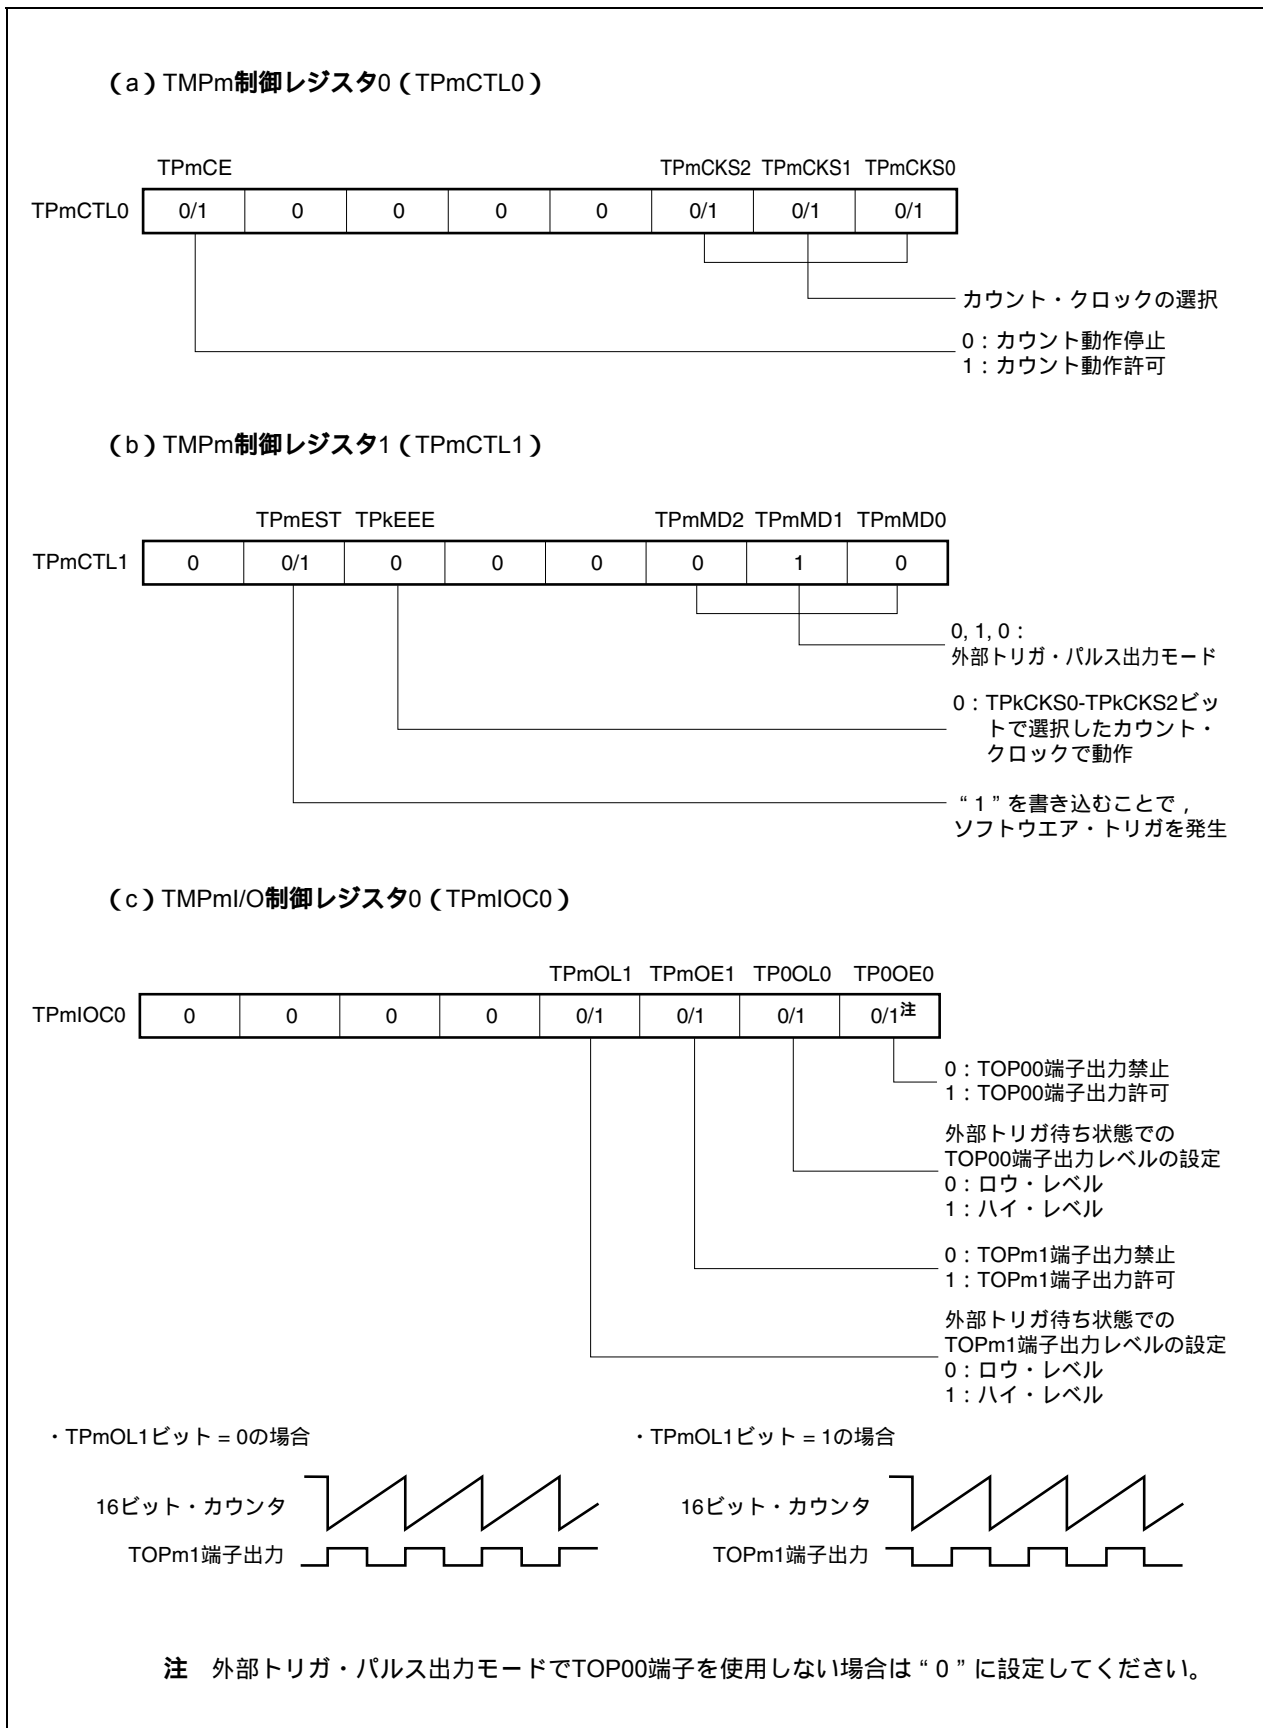 (a) TMPm制御レジスタ0(TPmCTL0)
TPmCE TPmCKS2 TPmCKS1 TPmCKS0
TPmCTL0 0/1 0 0 0 0 0/1 0/1 0/1
カウント・クロックの選択
0:カウント動作停止
1:カウント動作許可
(b) TMPm制御レジスタ1(TPmCTL1)
TPmEST TPkEEE TPmMD2 TPmMD1 TPmMD0
TPmCTL1 0 0/1 0 0 0 0 1 0
0, 1, 0:
外部トリガ・パルス出力モード
0:TPkCKS0-TPkCKS2ビッ
トで選択したカウント・
クロックで動作
“1”を書き込むことで,
ソフトウエア・トリガを発生
(c) TMPmI/O制御レジスタ0(TPmIOC0)
TPmOL1 TPmOE1 TP0OL0 TP0OE0
TPmIOC0 0 0 0 0 0/1 0/1 0/1 0/1注
0:TOP00端子出力禁止
1:TOP00端子出力許可
外部トリガ待ち状態での
TOP00端子出力レベルの設定
0:ロウ・レベル
1:ハイ・レベル
0:TOPm1端子出力禁止
1:TOPm1端子出力許可
外部トリガ待ち状態での
TOPm1端子出力レベルの設定
0:ロウ・レベル
1:ハイ・レベル
・TPmOL1ビット = 0の場合
16ビット・カウンタ
TOPm1端子出力
・TPmOL1ビット = 1の場合
16ビット・カウンタ
TOPm1端子出力
注 外部トリガ・パルス出力モードでTOP00端子を使用しない場合は“0”に設定してください。